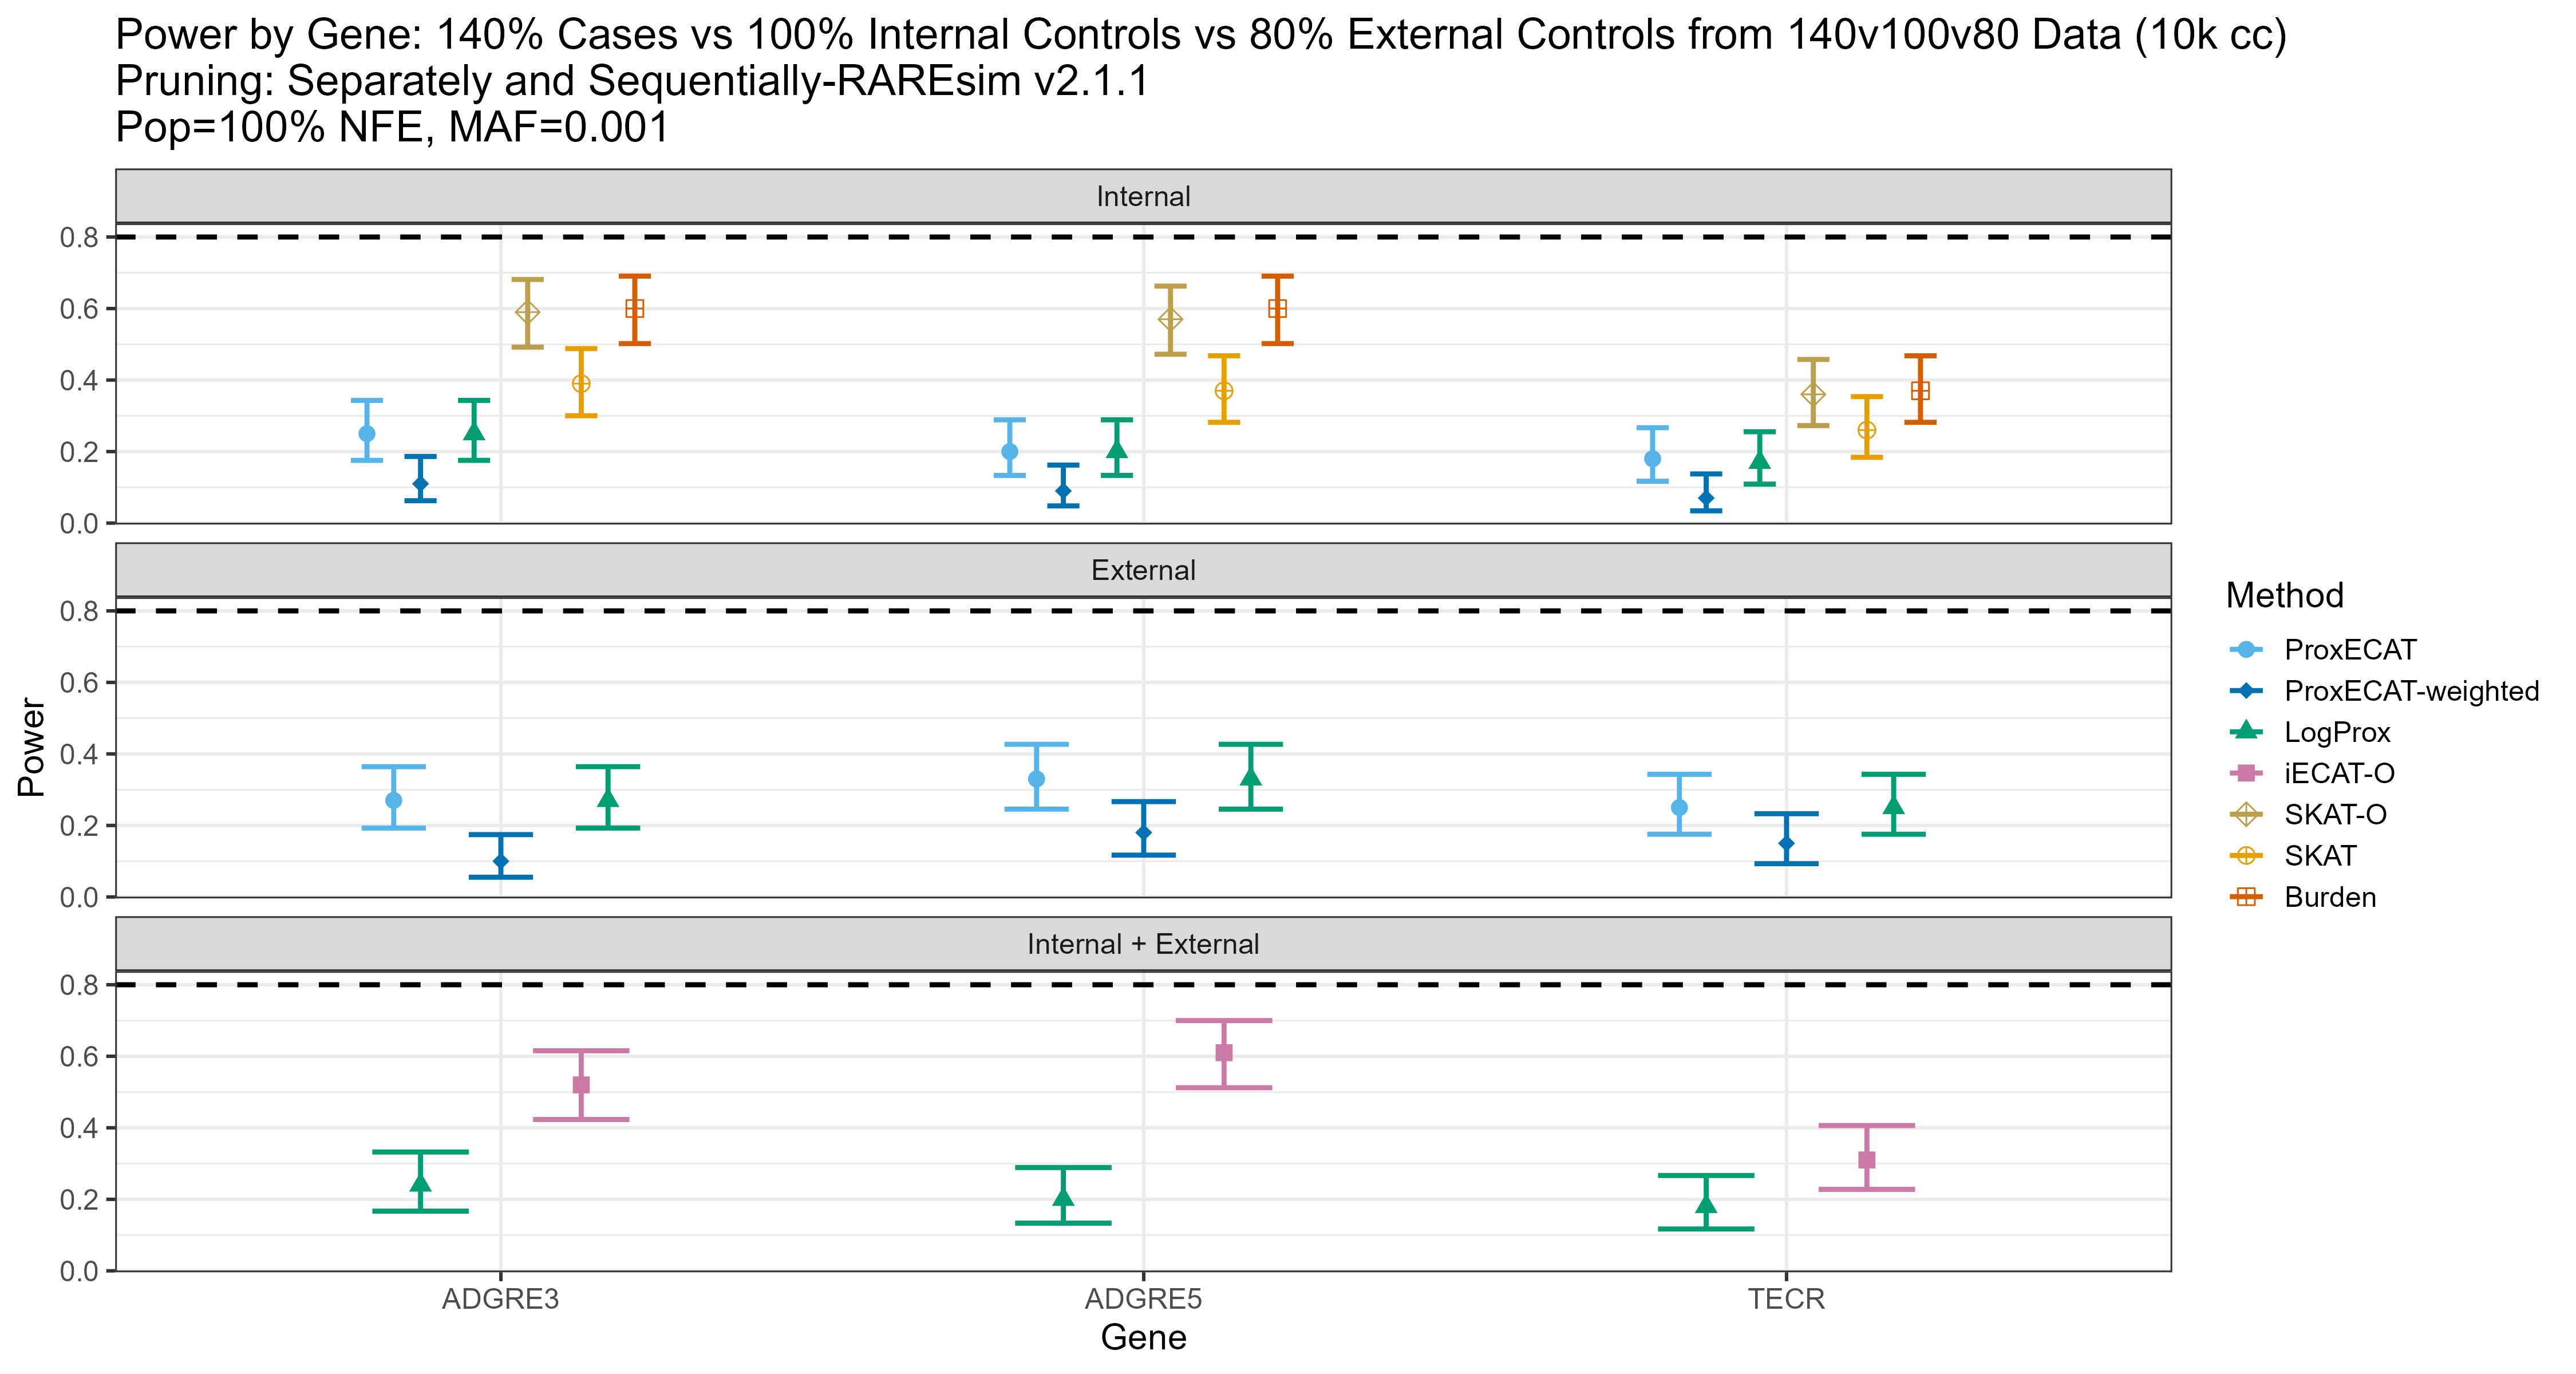 Power by Gene: 140% Cases vs 100% Internal Controls vs 80% External Controls from 140v100v80 Data (10k cc)
Pruning: Separately and Sequentially-RAREsim v2.1.1
Pop=100% NFE, MAF=0.001
Internal
0.8
0.6
0.4
0.2
0.0
External
0.8
0.6
0.4
0.2
0.0
Internal + External
0.8
0.6
0.4
0.2
0.0
Power
ADGRE3
ADGRE5
TECR
Gene
Method
ProxECAT
ProxECAT-weighted
LogProx
iECAT-O
SKAT-O
SKAT
Burden